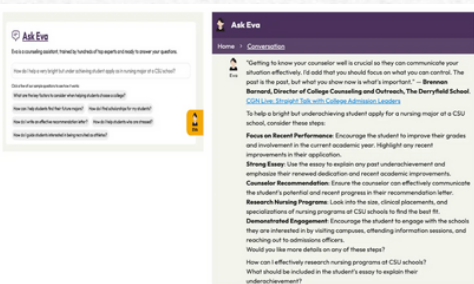 Ask Eva
Eva is a counseling assistant, trained by hundreds of top experts and ready to answer your questions.
How do I help a very bright but under achieving student apply as a nursing major at a CSU school?
What are the key factors to consider when helping students choose a college?
How can I help students find their future majors?
How do I find scholarships for my students?
How do I write an effective recommendation letter?
How do I help students who are stressed?
How do I guide students interested in being recruited as athletes?
Ask Eva
Home
Conversation
Eva
"Getting to know your counselor well is crucial so they can communicate your
situation effectively. I'd add that you should focus on what you can control. The
past is the past, but what you show now is what's important." — Brennan
Barnard, Director of College Counseling and Outreach, The Derryfield School.
CGN Live: Straight Talk with College Admission Leaders
To help a bright but underachieving student apply for a nursing major at a CSU
school, consider these steps:
Focus on Recent Performance: Encourage the student to improve their grades
and involvement in the current academic year. Highlight any recent
improvements in their application.
Strong Essay: Use the essay to explain any past underachievement and
emphasize their renewed dedication and recent academic improvements.
Counselor Recommendation: Ensure the counselor can effectively communicate
the student's potential and recent progress in their recommendation letter.
Research Nursing Programs: Look into the size, clinical placements, and
specializations of nursing programs at CSU schools to find the best fit.
Demonstrated Engagement: Encourage the student to engage with the schools
they are interested in by visiting campuses, attending information sessions, and
reaching out to admissions officers.
Would you like more details on any of these steps?
How can I effectively research nursing programs at CSU schools?
What should be included in the student's essay to explain their
underachievement?